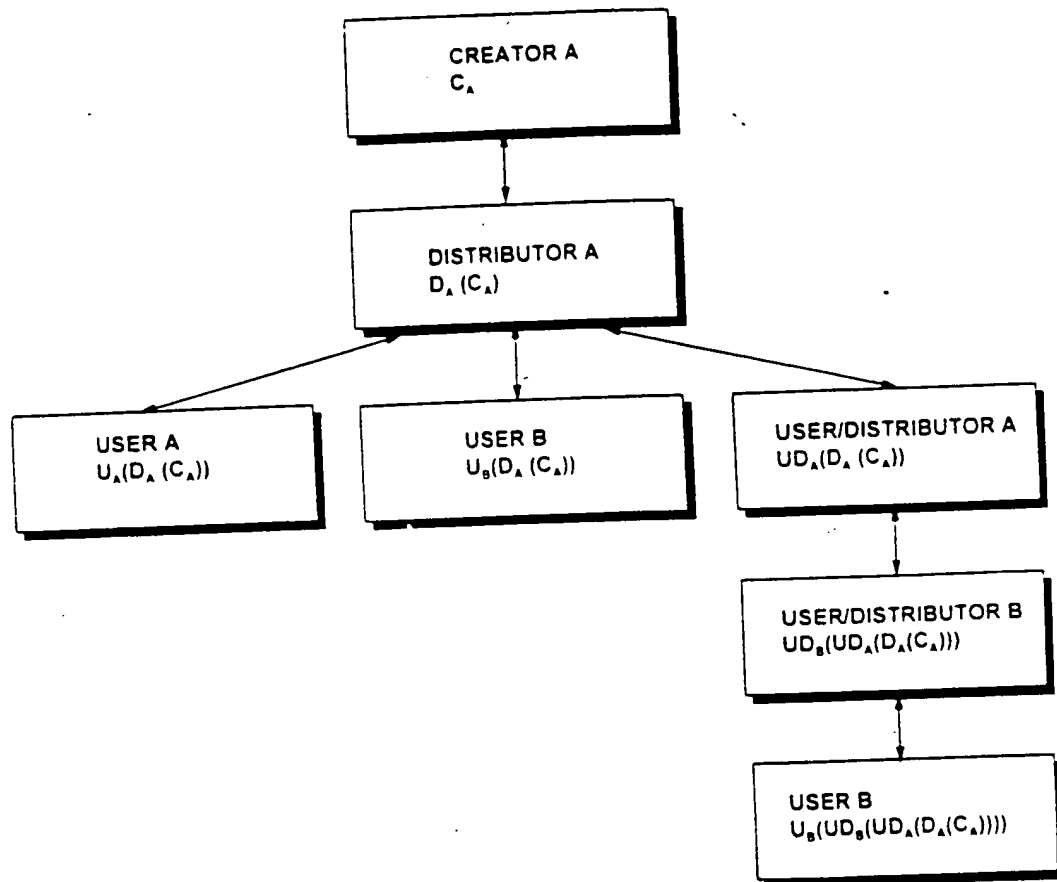 CREATOR A
C_A
DISTRIBUTOR A
D_A (C_A)
USER A
U_A(D_A (C_A))
USER B
U_B(D_A (C_A))
USER/DISTRIBUTOR A
UD_A(D_A (C_A))
USER/DISTRIBUTOR B
UD_B(UD_A(D_A(C_A)))
USER B
U_B(UD_B(UD_A(D_A(C_A))))